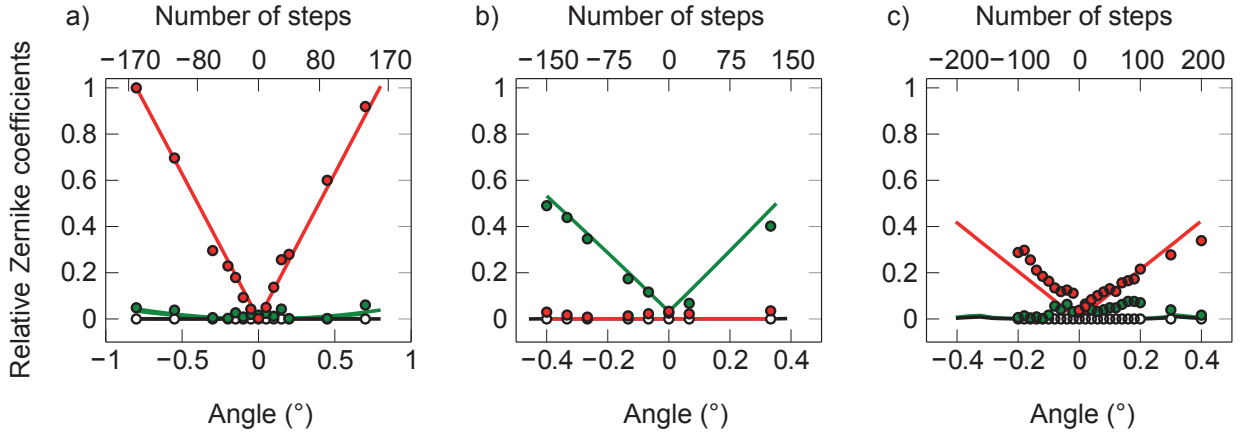 a) Number of steps b) Number of steps c) Number of steps
−170 −80 0 20 80 170 −150 −75 0 25 75 150 −200 −100 0 50 100 150 200
1 1 1
0.8 0.8 0.8
0.6 0.6 0.6
0.4 0.4 0.4
0.2 0.2 0.2
0 0 0
−1 −0.5 0 0.5 1 −0.4 −0.2 0 0.2 0.4 −0.4 −0.2 0 0.2 0.4
Angle (°) Angle (°) Angle (°)
Relative Zernike coefficients